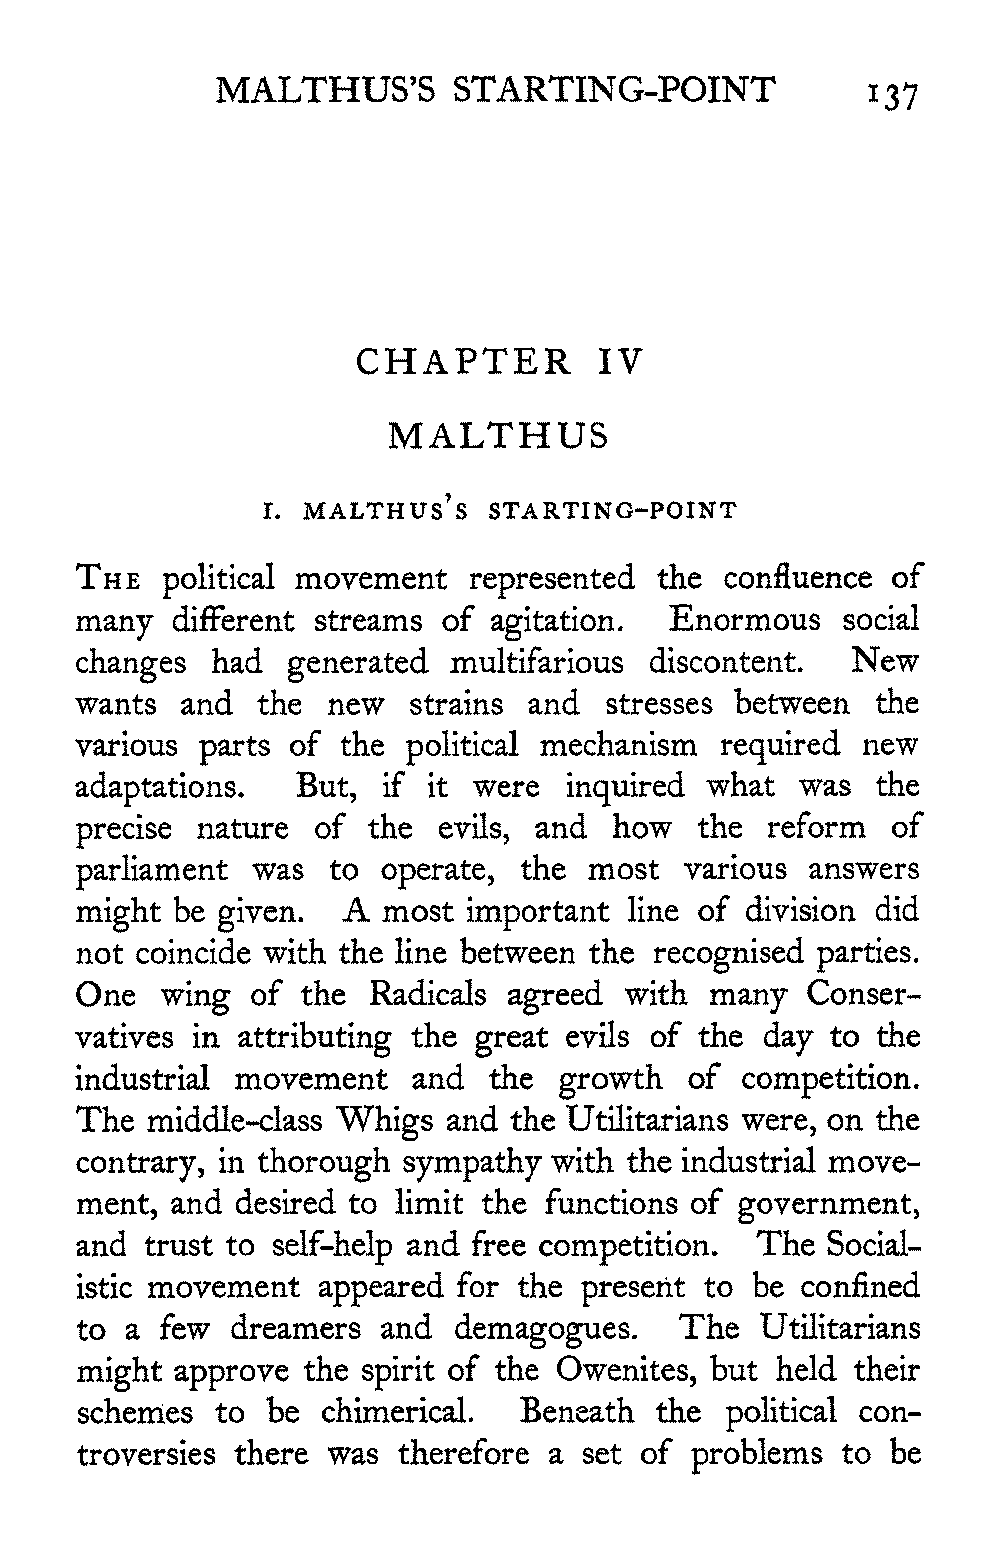 MALTHUS'S STARTING-POINT 137
CHAPTER IV
MALTHUS
I. MALTHUS'S STARTING-POINT
THE political movement represented the confluence of
many different streams of agitation. Enormous social
changes had generated multifarious discontent. New
wants and the new strains and stresses between the
various parts of the political mechanism required new
adaptations. But, if it were inquired what was the
precise nature of the evils, and how the reform of
parliament was to operate, the most various answers
might be given. A most important line of division did
not coincide with the line between the recognised parties.
One wing of the Radicals agreed with many Conser-
vatives in attributing the great evils of the day to the
industrial movement and the growth of competition.
The middle-class Whigs and the Utilitarians were, on the
contrary, in thorough sympathy with the industrial move-
ment, and desired to limit the functions of government,
and trust to self-help and free competition. The Social-
istic movement appeared for the present to be confined
to a few dreamers and demagogues. The Utilitarians
might approve the spirit of the Owenites, but held their
schemes to be chimerical. Beneath the political con-
troversies there was therefore a set of problems to be